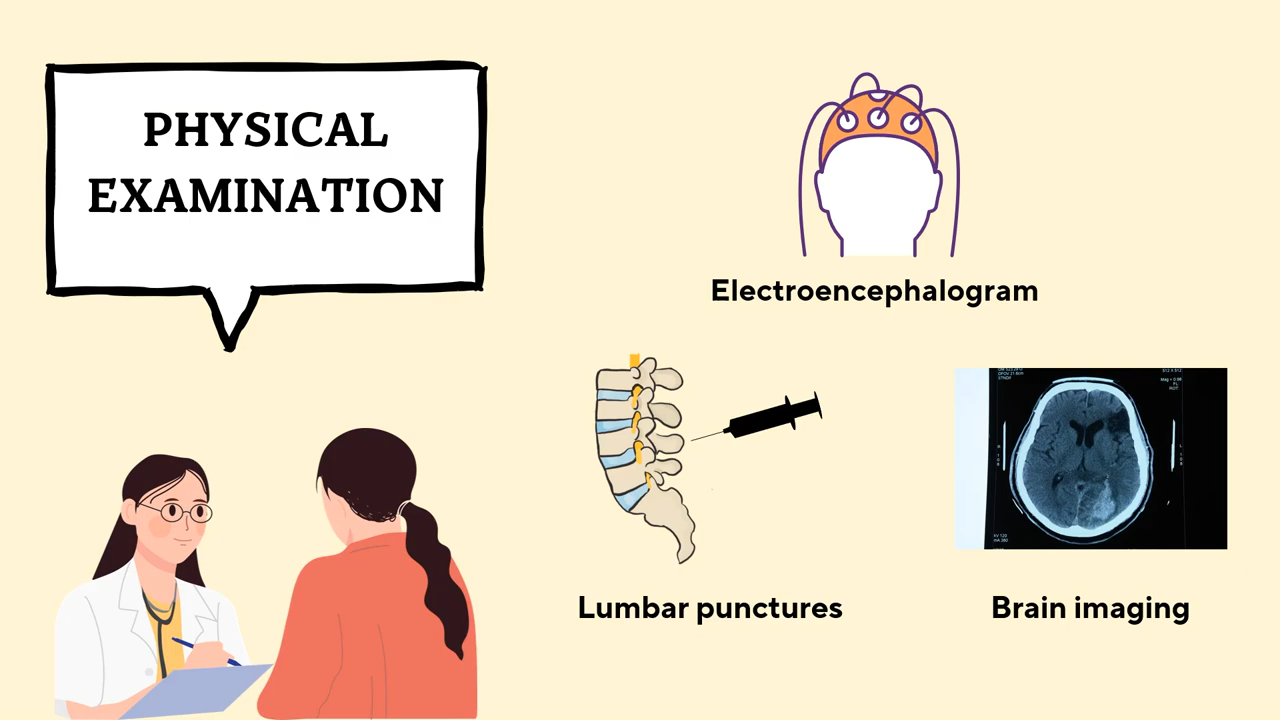 PHYSICAL
EXAMINATION
Electroencephalogram
Lumbar punctures
Brain imaging